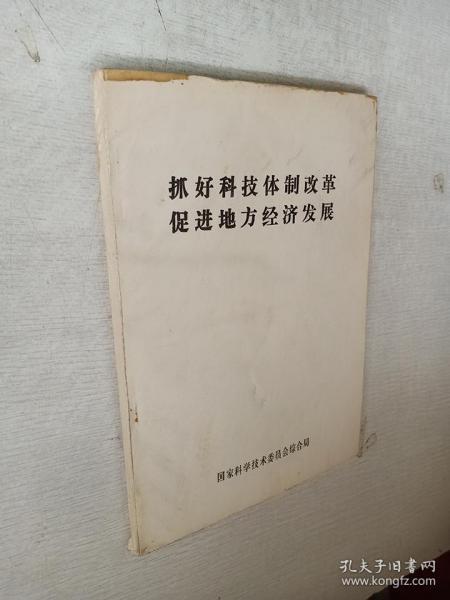 抓好科技体制改革
促进地方经济发展
国家科学技术委员会综合局
孔夫子旧书网
www.kongfz.com